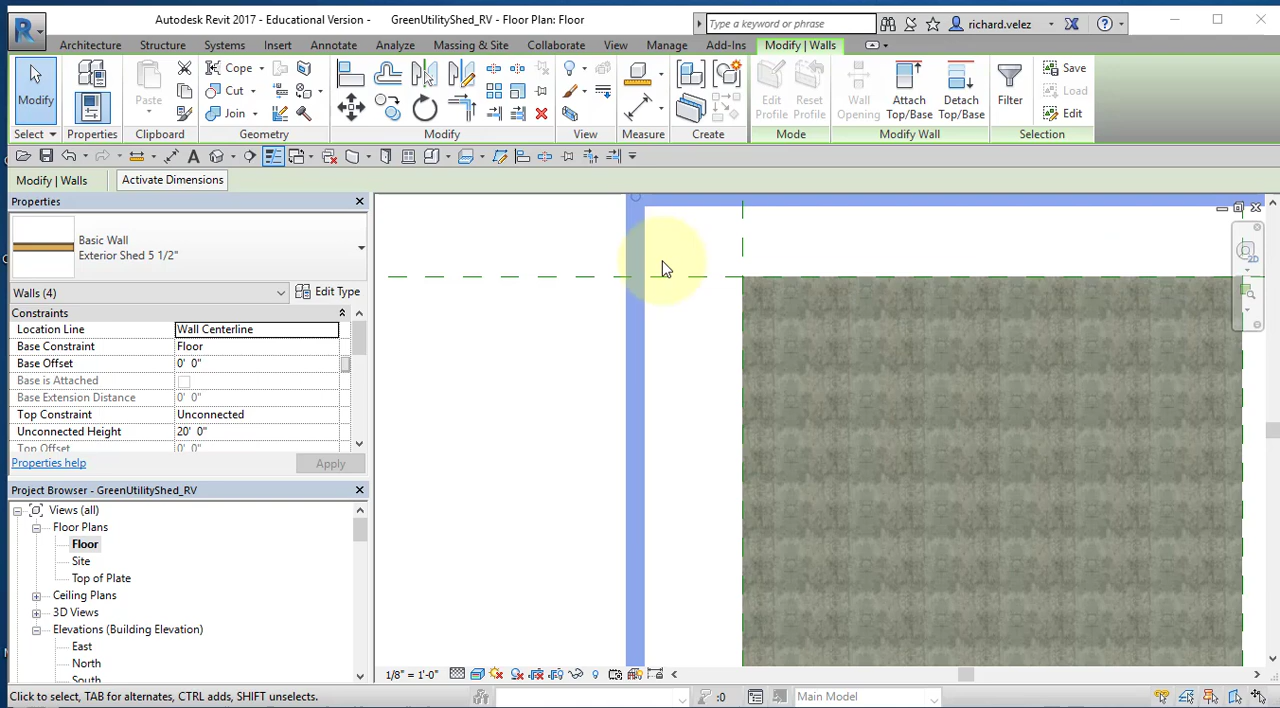 Autodesk Revit 2017 - Educational Version - GreenUtilityShed_RV - Floor Plan: Floor
Type a keyword or phrase
richard.velez
Architecture Structure Systems Insert Annotate Analyze Massing & Site Collaborate View Manage Add-Ins Modify | Walls
Modify
Paste
Cope
Cut
Join
Edit Profile
Reset Profile
Wall Opening
Attach Top/Base
Detach Top/Base
Filter
Save
Load
Edit
Select Properties Clipboard Geometry Modify View Measure Create Mode Modify Wall Selection
Modify | Walls Activate Dimensions
Properties
Basic Wall
Exterior Shed 5 1/2"
Walls (4) Edit Type
Constraints
Location Line Wall Centerline
Base Constraint Floor
Base Offset 0' 0"
Base is Attached
Base Extension Distance 0' 0"
Top Constraint Unconnected
Unconnected Height 20' 0"
Top Offset 0' 0"
Properties help Apply
Project Browser - GreenUtilityShed_RV
Views (all)
Floor Plans
Floor
Site
Top of Plate
Ceiling Plans
3D Views
Elevations (Building Elevation)
East
North
South
2D
1/8" = 1'-0"
Click to select, TAB for alternates, CTRL adds, SHIFT unselects.
:0
Main Model